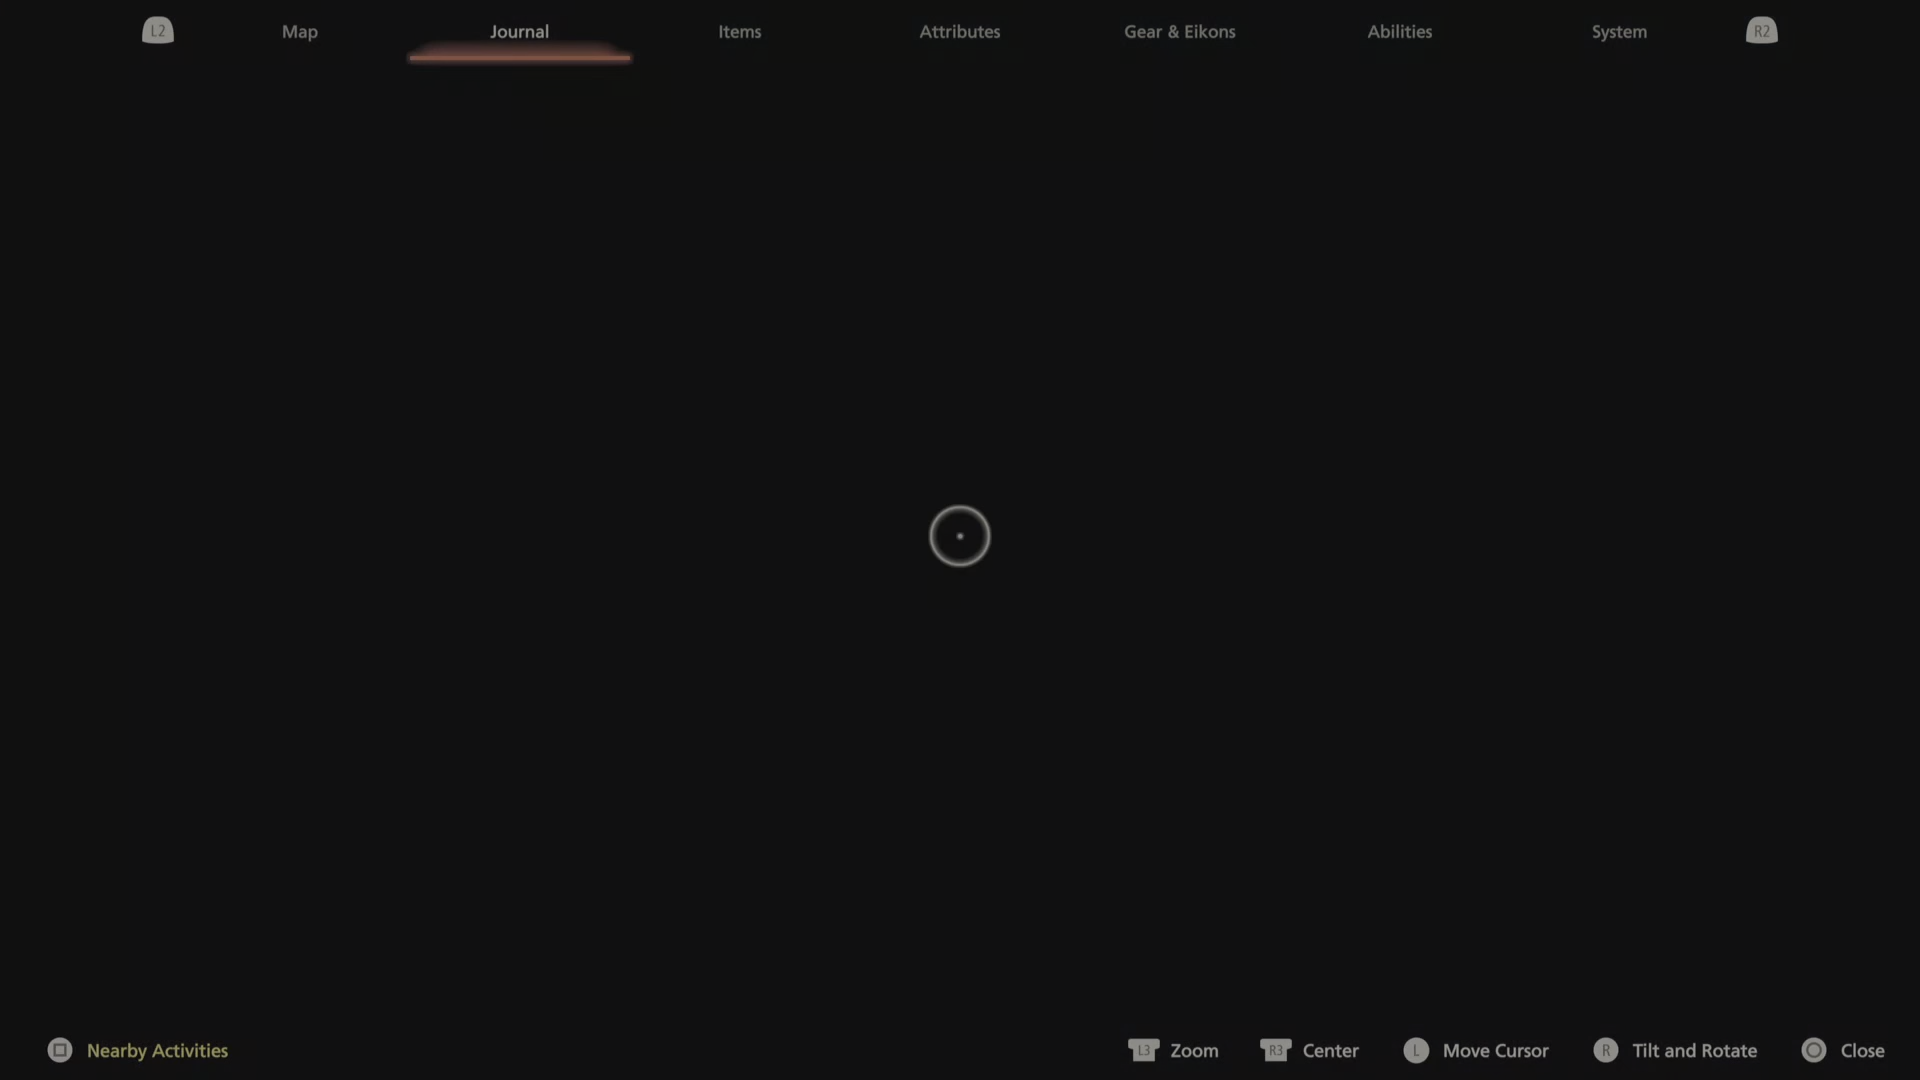 L2 Map Journal Items Attributes Gear & Eikons Abilities System R2
Nearby Activities L3 Zoom R3 Center L Move Cursor R Tilt and Rotate Close